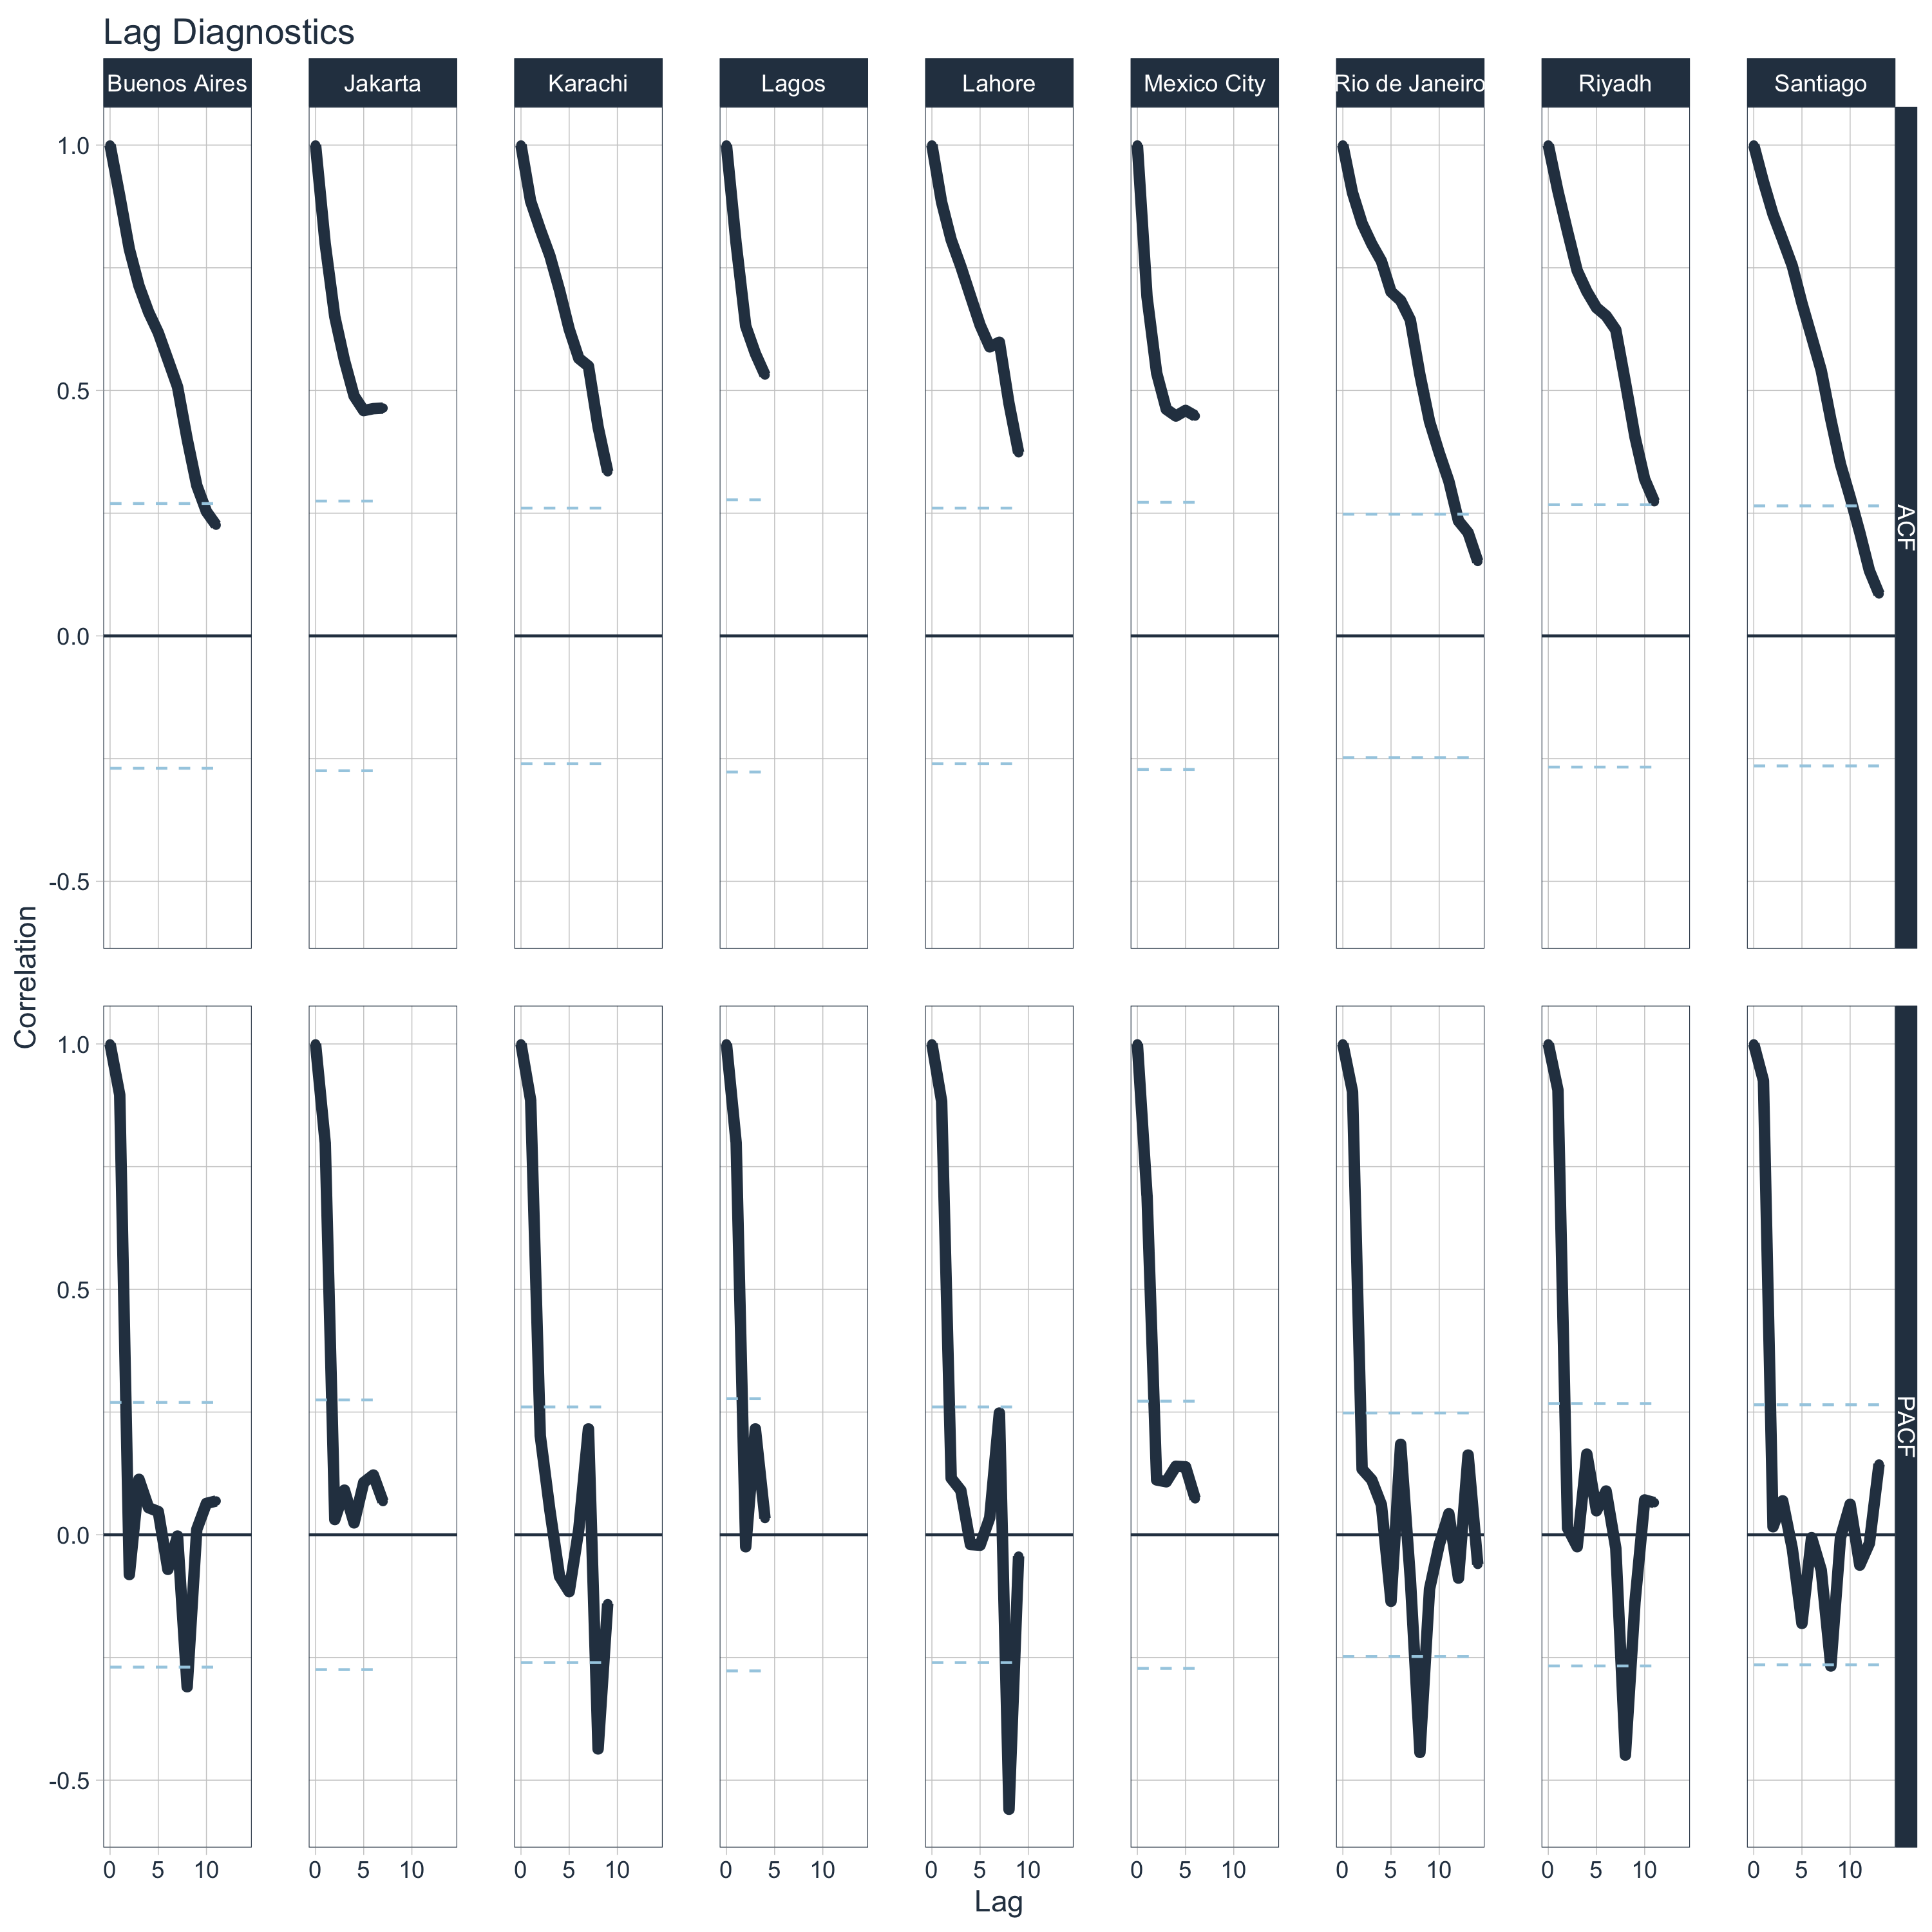 Lag Diagnostics
Buenos Aires Jakarta Karachi Lagos Lahore Mexico City Rio de Janeiro Riyadh Santiago
1.0
0.5
0.0
-0.5
ACF
Correlation
1.0
0.5
0.0
-0.5
PACF
0 5 10 0 5 10 0 5 10 0 5 10 0 5 10 0 5 10 0 5 10 0 5 10 0 5 10
Lag